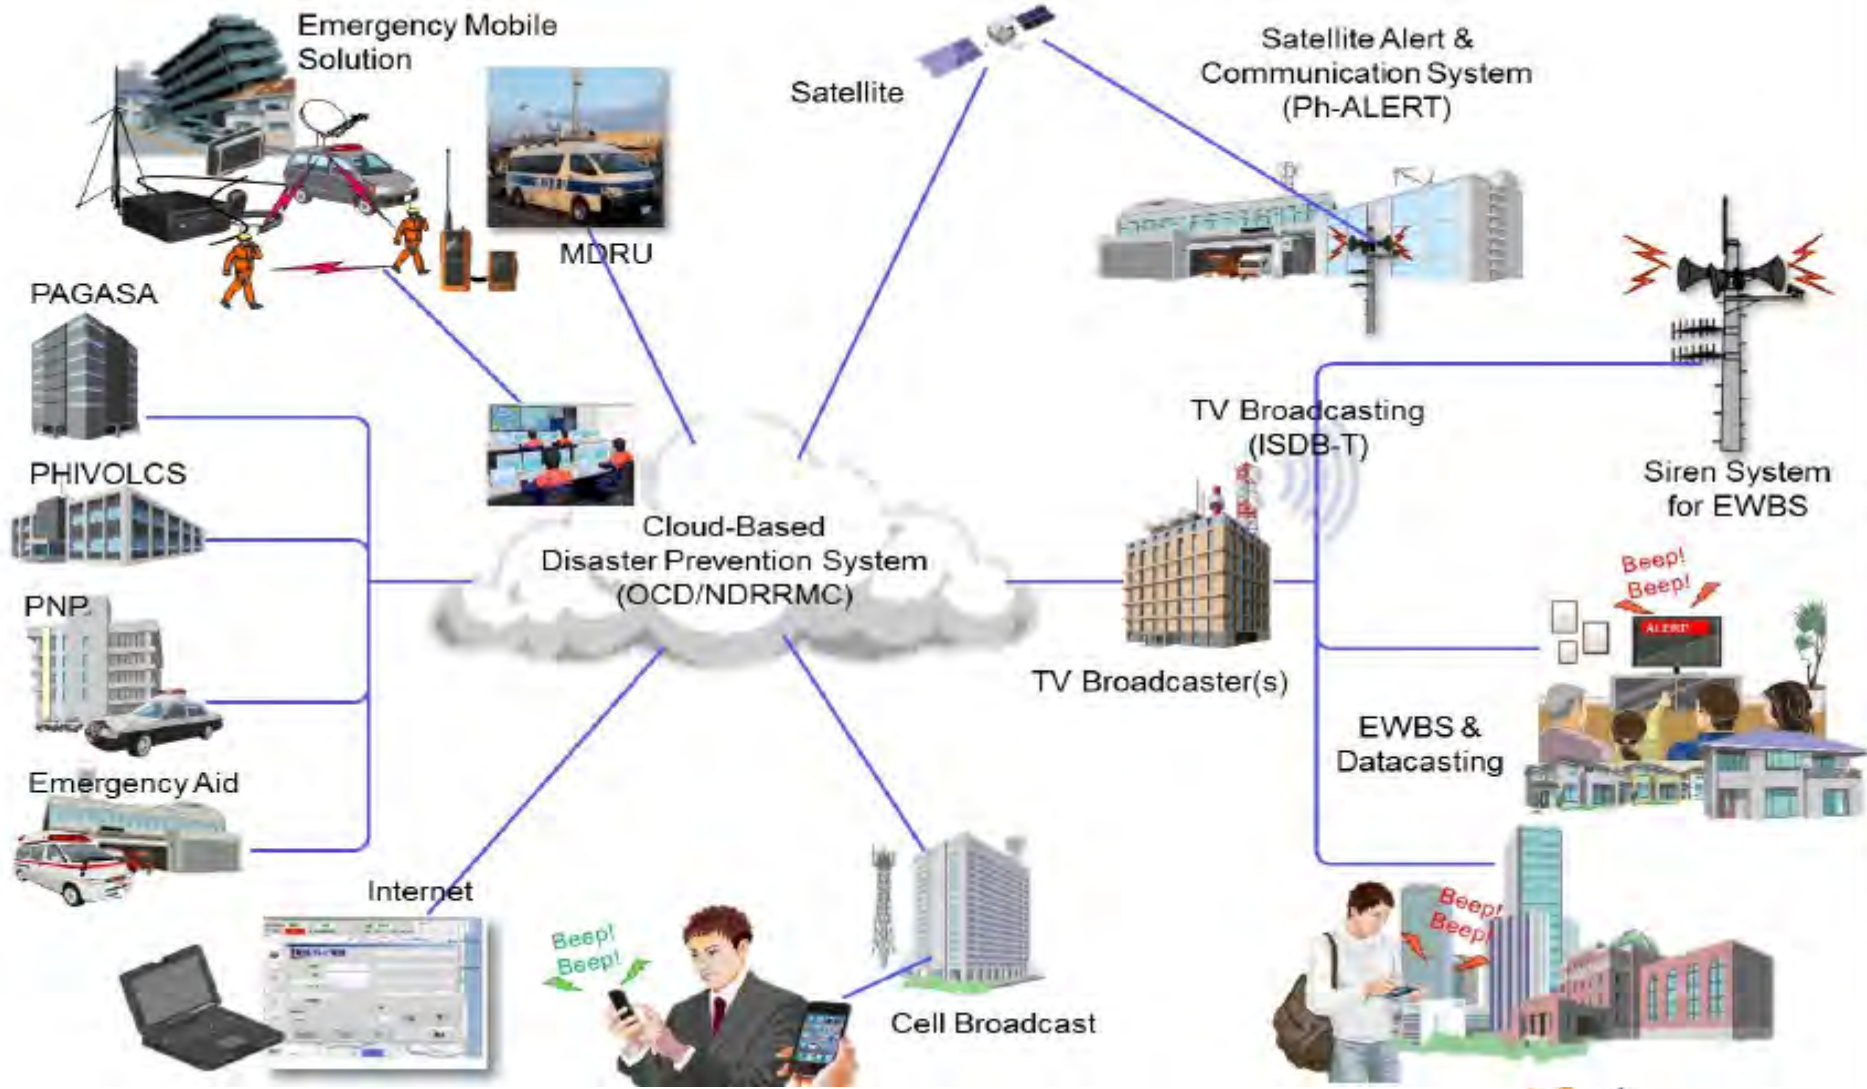 Emergency Mobile
Solution
MDRU
Satellite
Satellite Alert &
Communication System
(Ph-ALERT)
PAGASA
PHIVOLCS
PNP
Emergency Aid
Cloud-Based
Disaster Prevention System
(OCD/NDRRMC)
TV Broadcasting
(ISDB-T)
TV Broadcaster(s)
Siren System
for EWBS
Beep!
Beep!
ALERT
EWBS &
Datacasting
Beep!
Beep!
Internet
Beep!
Beep!
Cell Broadcast